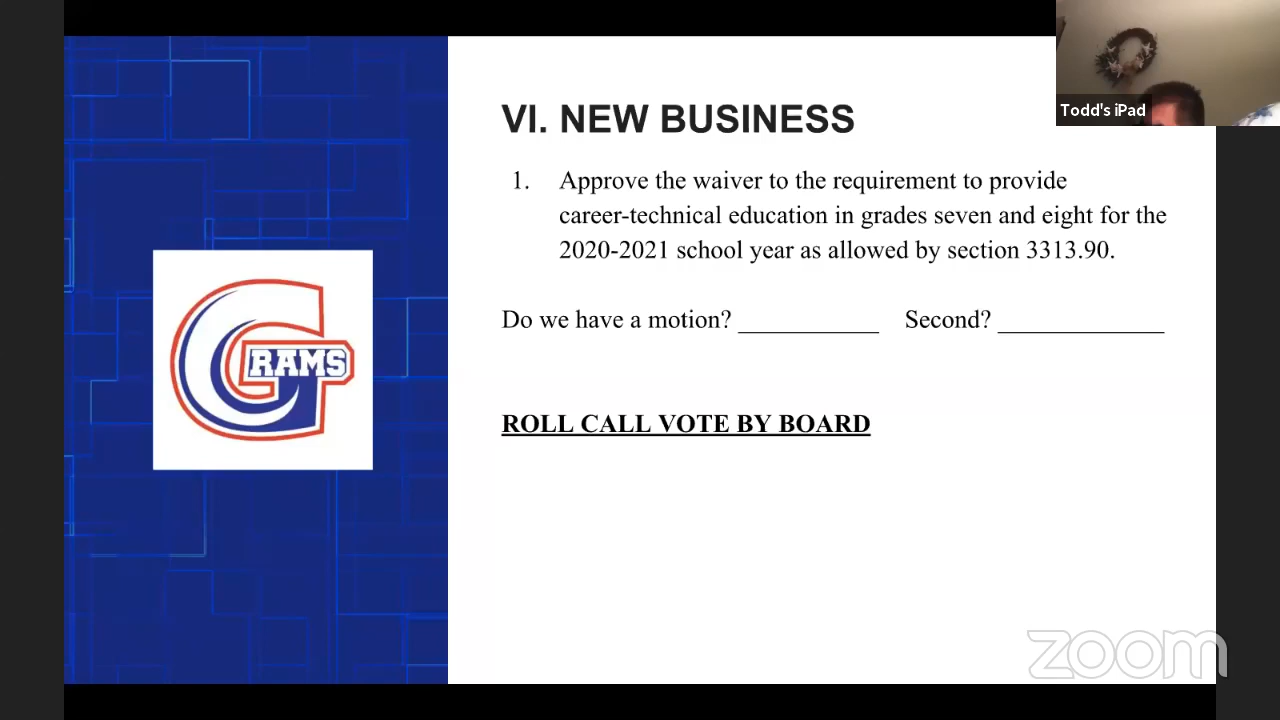 Todd's iPad
VI. NEW BUSINESS
1. Approve the waiver to the requirement to provide
career-technical education in grades seven and eight for the
2020-2021 school year as allowed by section 3313.90.
Do we have a motion? ___________ Second? _____________
G RAMS
ROLL CALL VOTE BY BOARD
zoom